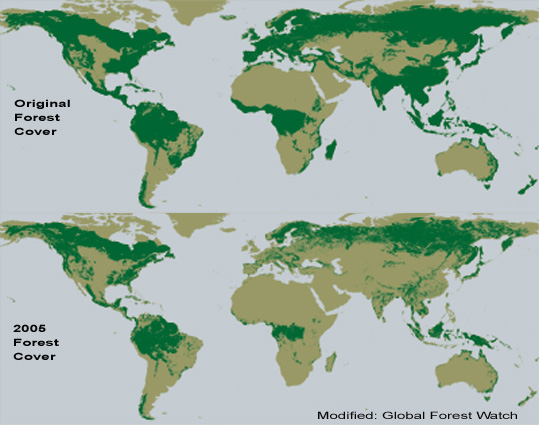 Original
Forest
Cover
2005
Forest
Cover
Modified: Global Forest Watch